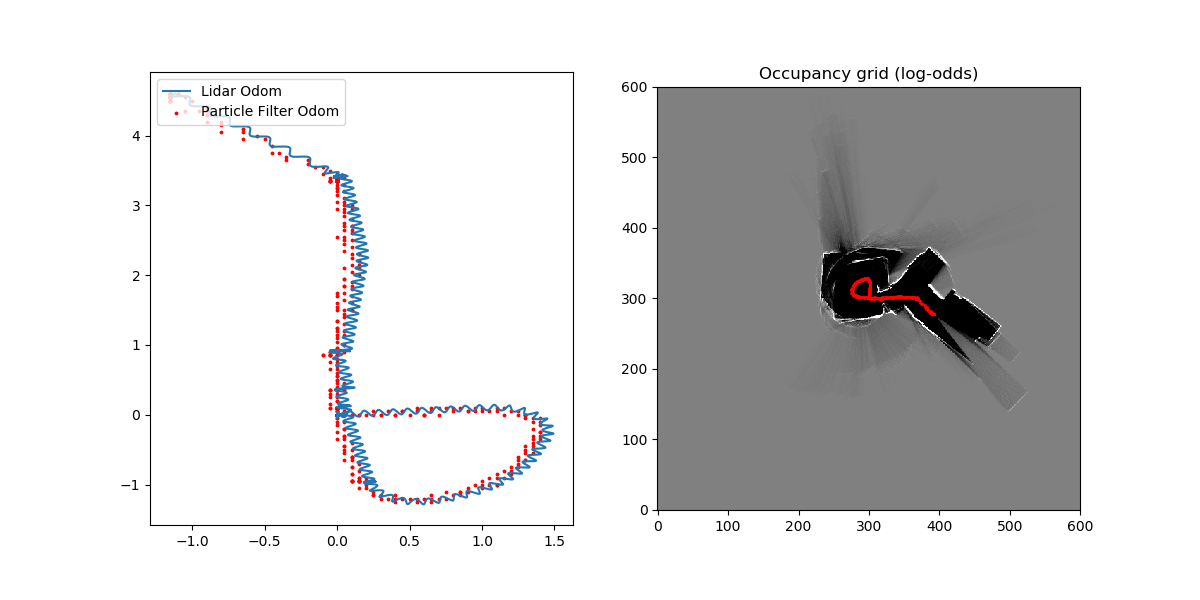 Lidar Odom
Particle Filter Odom
4
3
2
1
0
−1
−1.0 −0.5 0.0 0.5 1.0 1.5
Occupancy grid (log-odds)
600
500
400
300
200
100
0
0 100 200 300 400 500 600